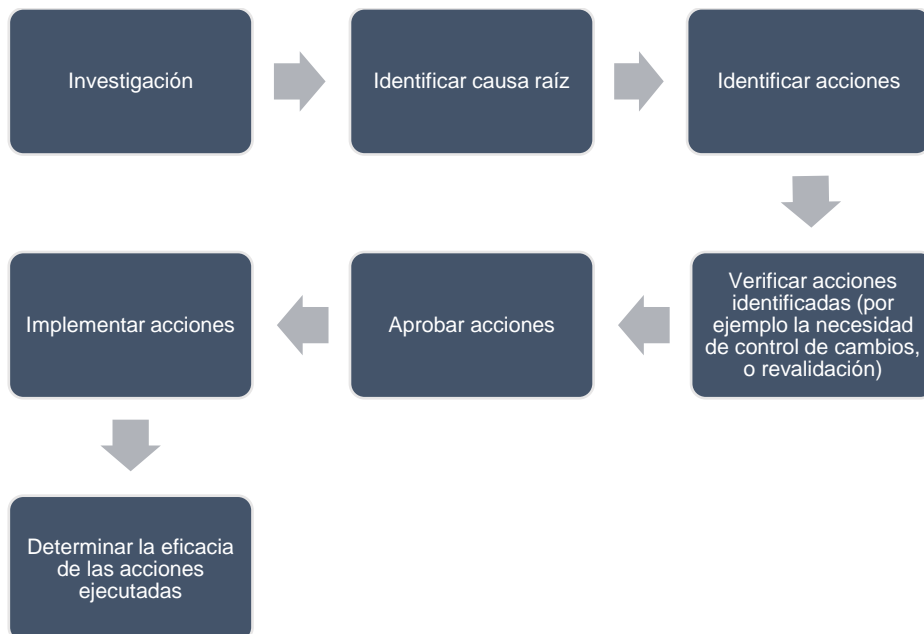 Investigación
Identificar causa raíz
Identificar acciones
Verificar acciones
identificadas (por
ejemplo la necesidad
de control de cambios,
o revalidación)
Aprobar acciones
Implementar acciones
Determinar la eficacia
de las acciones
ejecutadas